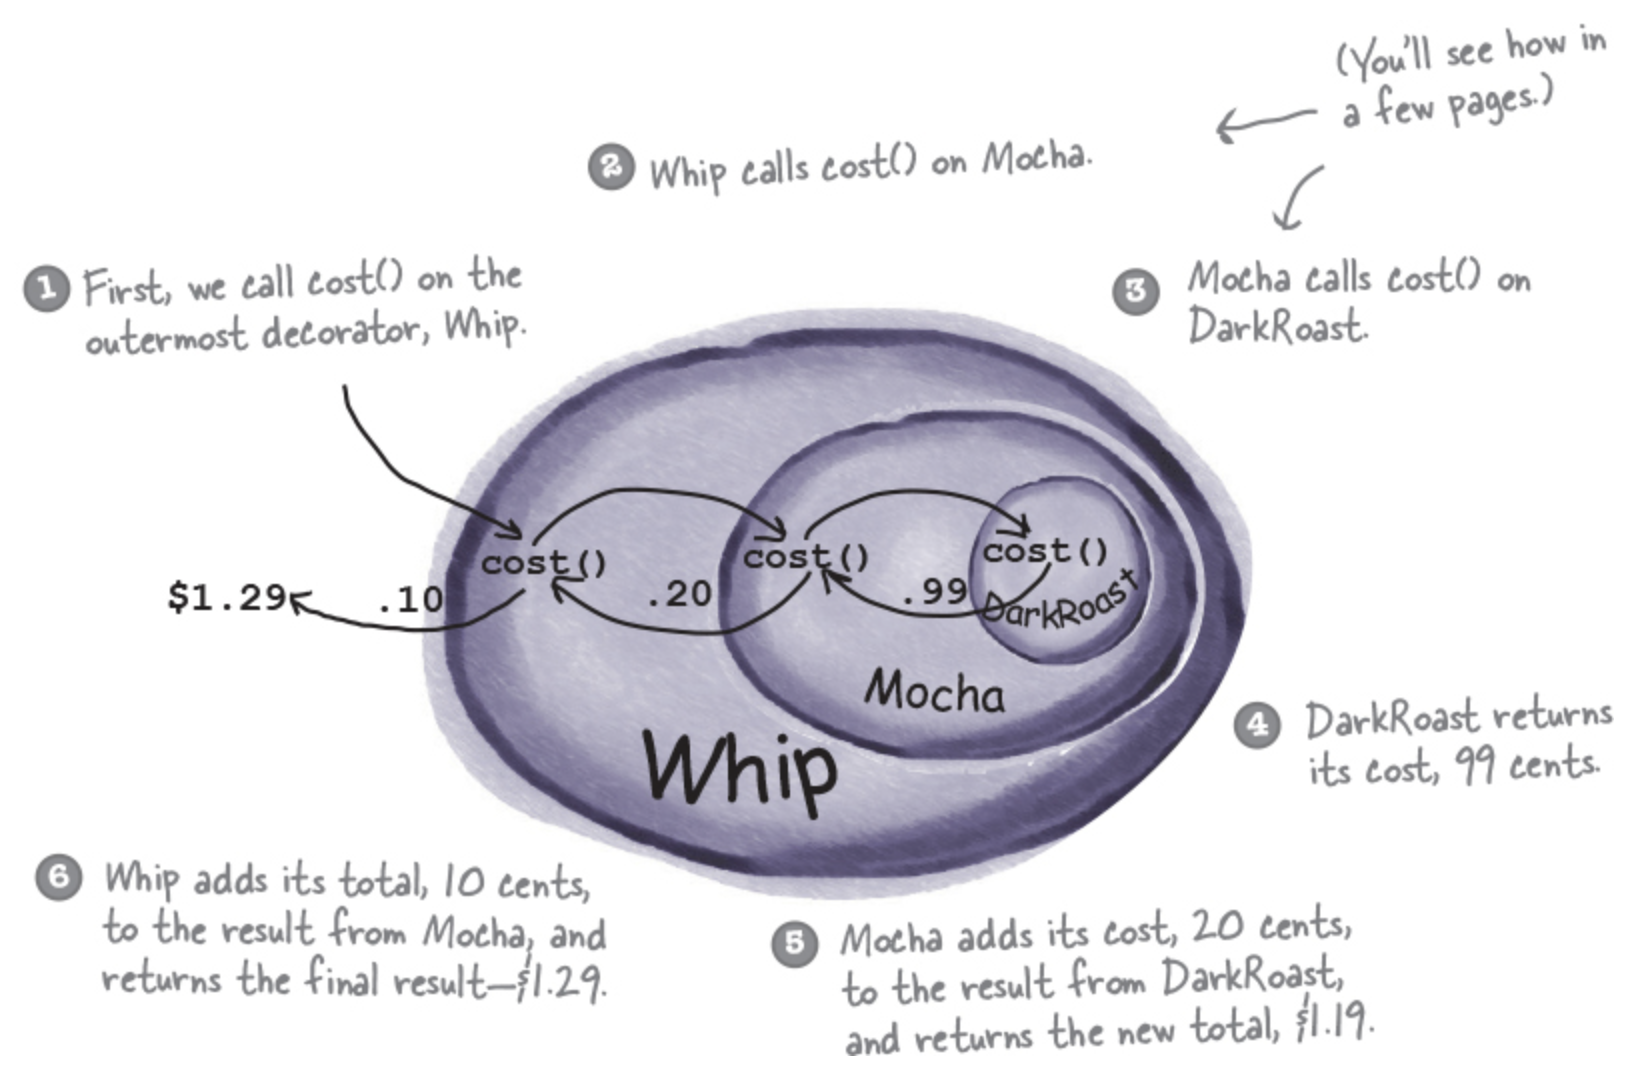 (You'll see how in
a few pages.)
2 Whip calls cost() on Mocha.
1 First, we call cost() on the
outermost decorator, Whip.
3 Mocha calls cost() on
DarkRoast.
cost() cost() cost()
$1.29 .10 .20 .99 DarkRoast
Mocha
Whip
4 DarkRoast returns
its cost, 99 cents.
6 Whip adds its total, 10 cents,
to the result from Mocha, and
returns the final result—$1.29.
5 Mocha adds its cost, 20 cents,
to the result from DarkRoast,
and returns the new total, $1.19.